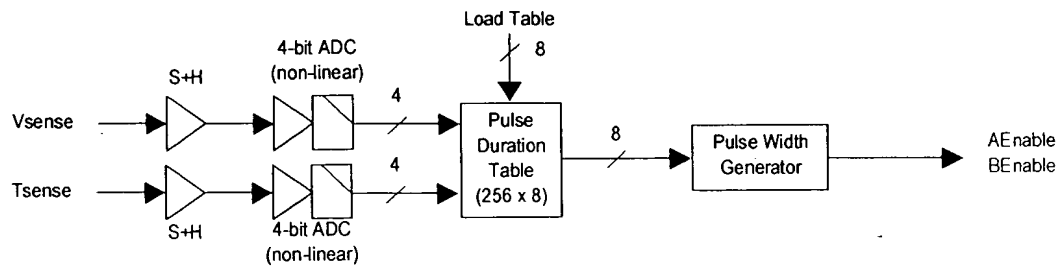 Load Table
8
4-bit ADC
(non-linear)
S+H
4
Vsense
Pulse
Duration
Table
(256 x 8)
8
Pulse Width
Generator
AEnable
BEnable
Tsense
4
S+H
4-bit ADC
(non-linear)